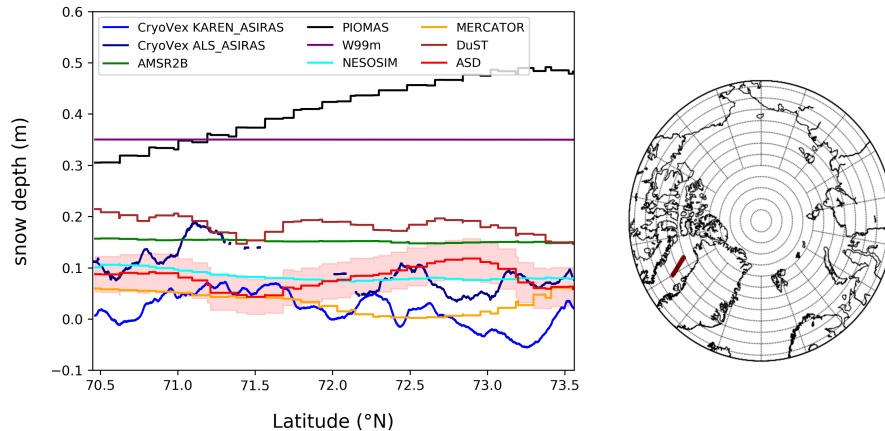 0.6
CryoVex KAREN_ASIRAS PIOMAS MERCATOR
CryoVex ALS_ASIRAS W99m DuST
AMSR2B NESOSIM ASD
0.5
0.4
0.3
0.2
0.1
0.0
−0.1
snow depth (m)
70.5 71.0 71.5 72.0 72.5 73.0 73.5
Latitude (°N)